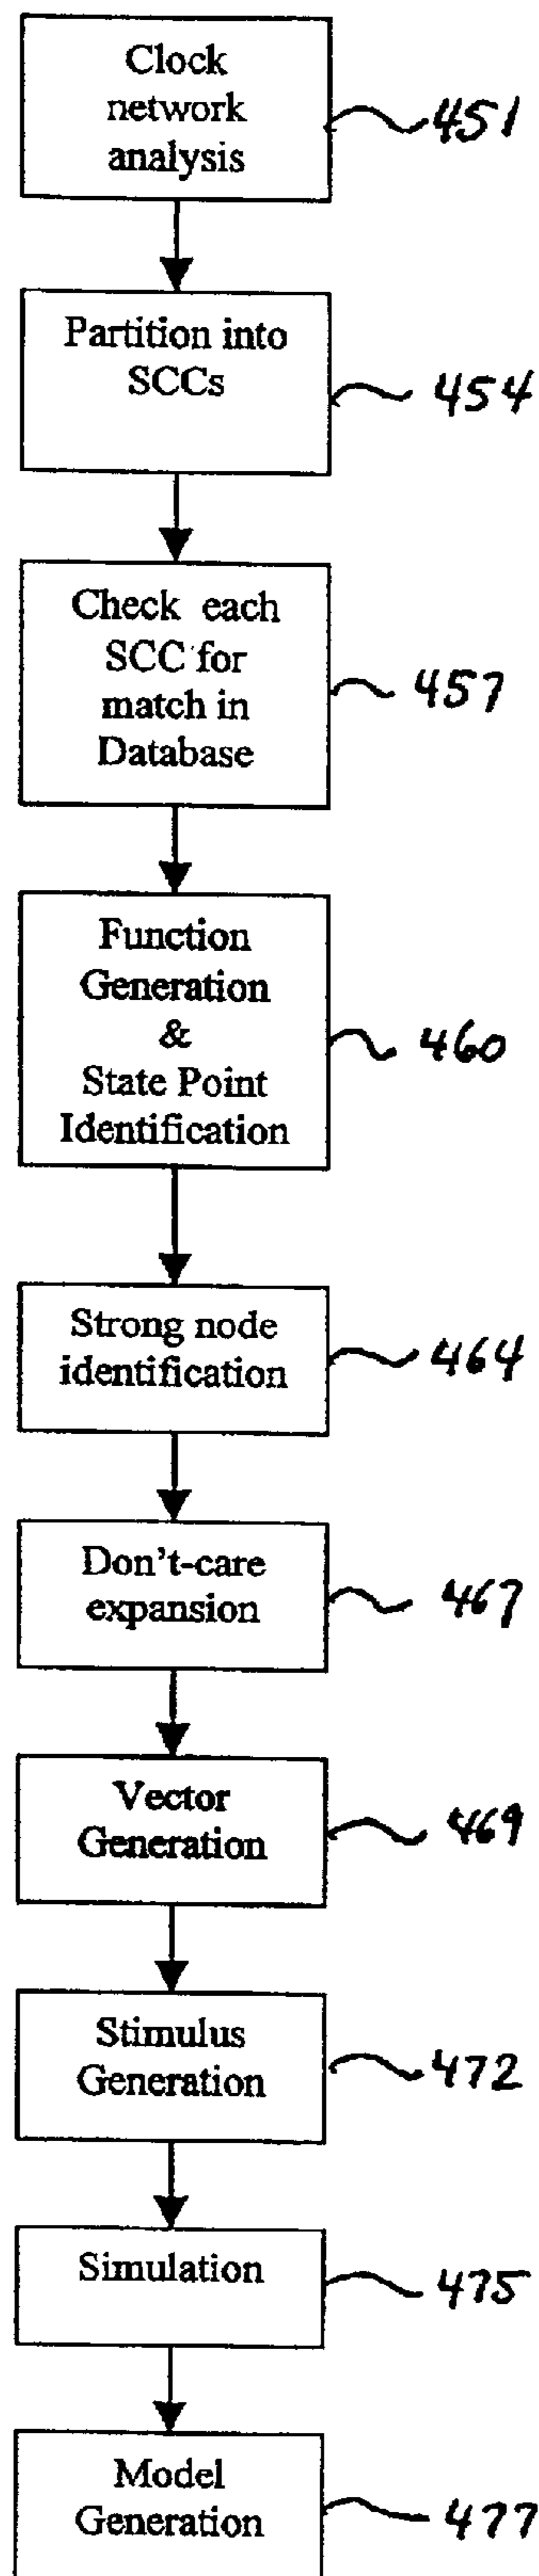 Clock
network
analysis
451
Partition into
SCCs
454
Check each
SCC for
match in
Database
457
Function
Generation
&
State Point
Identification
460
Strong node
identification
464
Don't-care
expansion
467
Vector
Generation
469
Stimulus
Generation
472
Simulation
475
Model
Generation
477